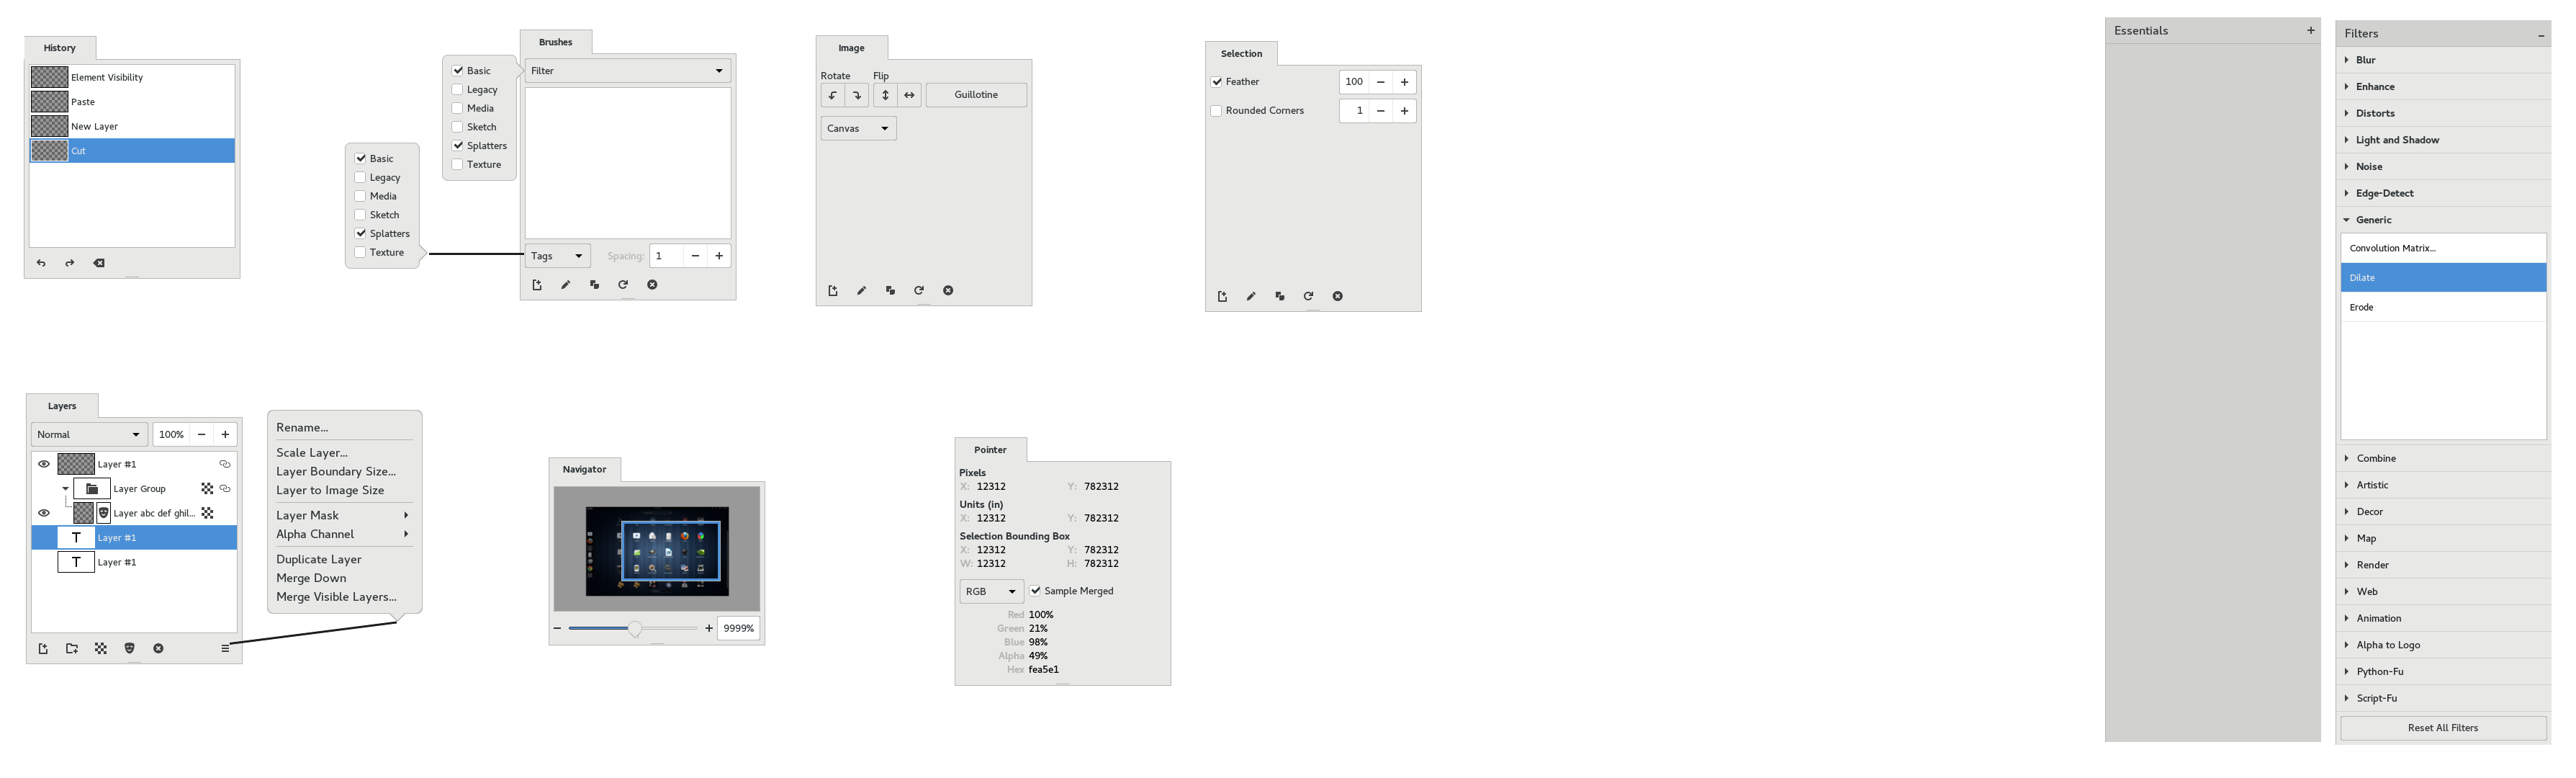 History
Element Visibility
Paste
New Layer
Cut
Basic
Legacy
Media
Sketch
Splatters
Texture
Basic
Legacy
Media
Sketch
Splatters
Texture
Brushes
Filter
Tags
Spacing: 1
Image
Rotate Flip
Guillotine
Canvas
Selection
Feather 100
Rounded Corners 1
Layers
Normal 100%
Layer #1
Layer Group
Layer abc def ghil...
Layer #1
Layer #1
Rename...
Scale Layer...
Layer Boundary Size...
Layer to Image Size
Layer Mask
Alpha Channel
Duplicate Layer
Merge Down
Merge Visible Layers...
Navigator
9999%
Pointer
Pixels
X: 12312 Y: 782312
Units (in)
X: 12312 Y: 782312
Selection Bounding Box
X: 12312 Y: 782312
W: 12312 H: 782312
RGB Sample Merged
Red 100%
Green 21%
Blue 98%
Alpha 49%
Hex fea5e1
Essentials
Filters
Blur
Enhance
Distorts
Light and Shadow
Noise
Edge-Detect
Generic
Convolution Matrix...
Dilate
Erode
Combine
Artistic
Decor
Map
Render
Web
Animation
Alpha to Logo
Python-Fu
Script-Fu
Reset All Filters